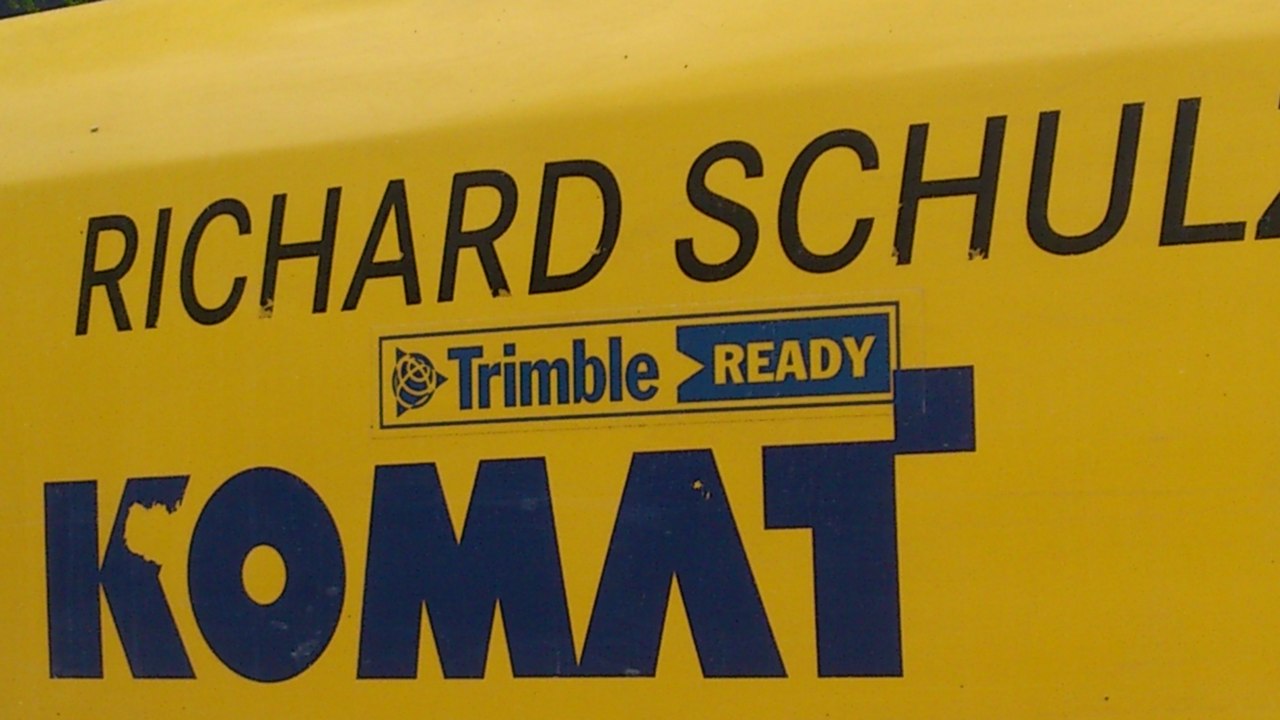 RICHARD SCHUL
Trimble READY
KOMAT